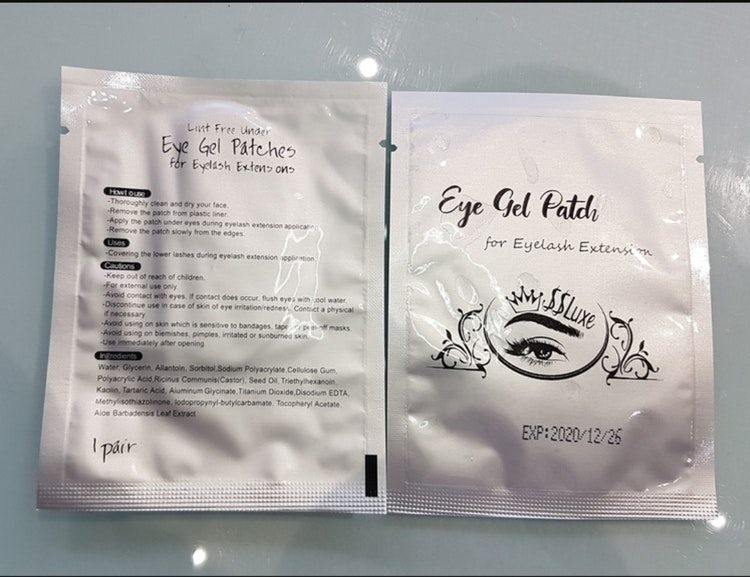 Lint Free Under
Eye Gel Patches
for Eyelash Extensions
How to use
-Thoroughly clean and dry your face.
-Remove the patch from plastic liner.
-Apply the patch under eyes during eyelash extension application.
-Remove the patch slowly from the edges.
Uses
-Covering the lower lashes during eyelash extension application.
Cautions
-Keep out of reach of children.
-For external use only.
-Avoid contact with eyes. If contact does occur, flush eyes with cool water.
-Discontinue use in case of skin of eye irritation/redness. Contact a physical
if necessary
-Avoid using on skin which is sensitive to bandages, tape or peel-off masks.
-Avoid using on blemishes, pimples, irritated or sunburned skin.
-Use immediately after opening.
Ingredients
Water, Glycerin, Allantoin, Sorbitol,Sodium Polyacrylate,Cellulose Gum,
Polyacrylic Acid,Ricinus Communis(Castor), Seed Oil, Triethylhexanoin,
Kaolin, Tartaric Acid, Aluminum Glycinate,Titanium Dioxide,Disodium EDTA,
Methylisothiazolinone, Iodopropynyl-butylcarbamate, Tocopheryl Acetate,
Aloe Barbadensis Leaf Extract
1 pair
Eye Gel Patch
for Eyelash Extension
$$Luxe
EXP:2020/12/26